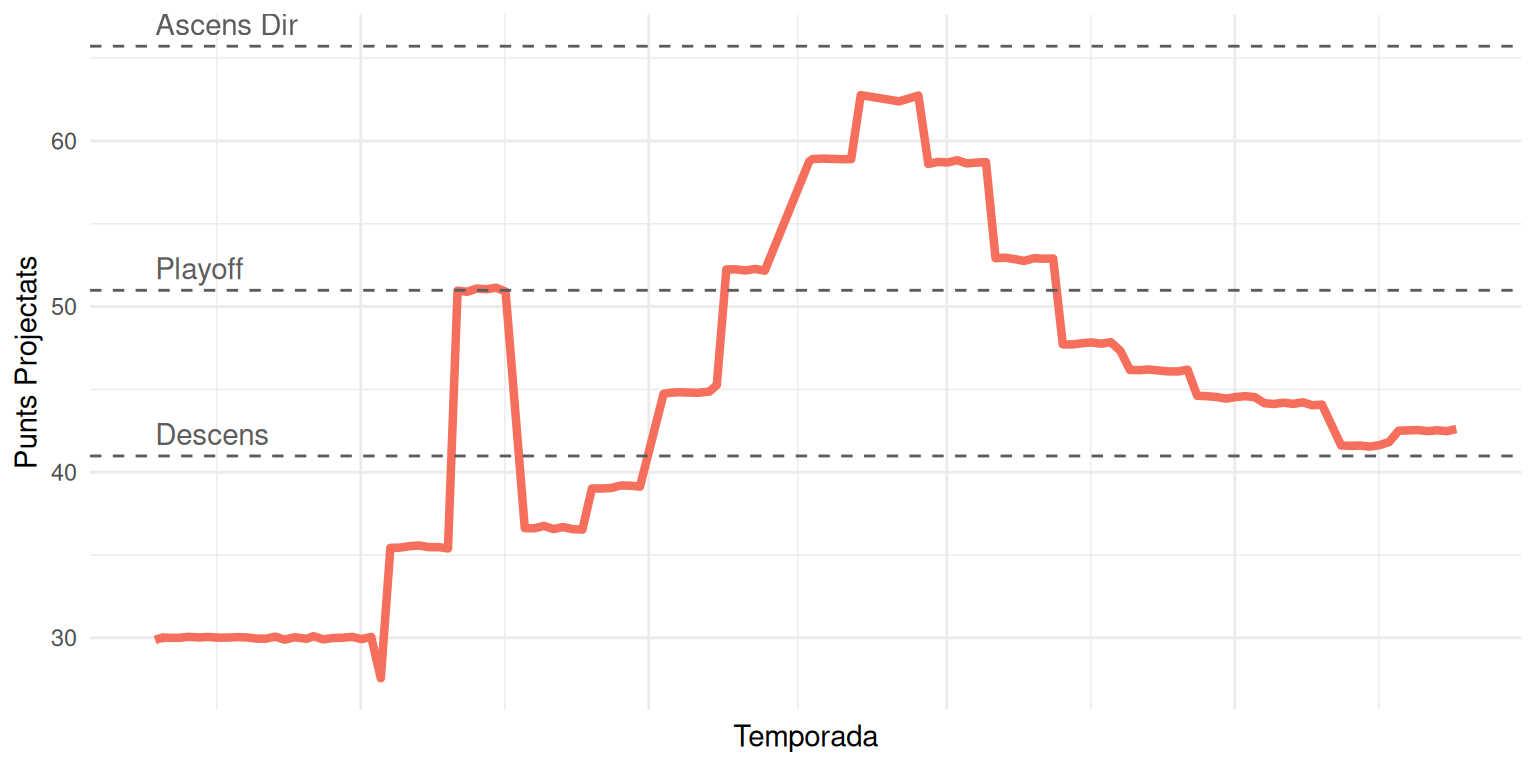 Ascens Dir
60
Playoff
50
Descens
40
30
Punts Projectats
Temporada